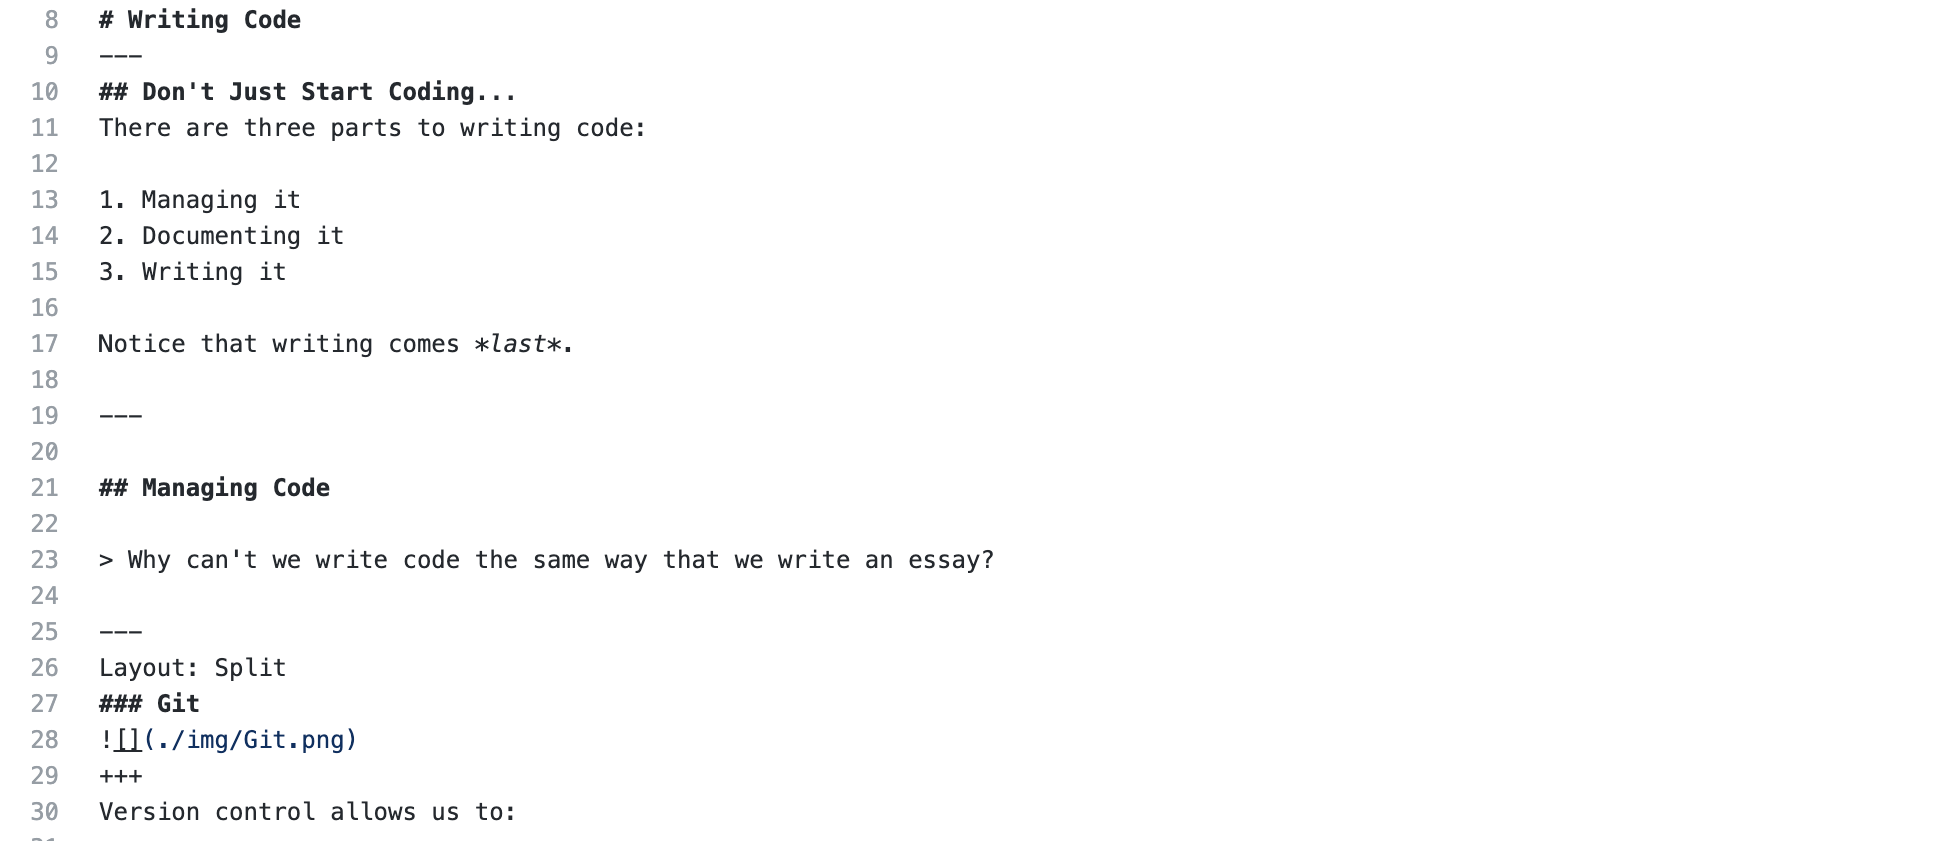 8 # Writing Code
9 ---
10 ## Don't Just Start Coding...
11 There are three parts to writing code:
12
13 1. Managing it
14 2. Documenting it
15 3. Writing it
16
17 Notice that writing comes *last*.
18
19 ---
20
21 ## Managing Code
22
23 > Why can't we write code the same way that we write an essay?
24
25 ---
26 Layout: Split
27 ### Git
28 ![](./img/Git.png)
29 +++
30 Version control allows us to: